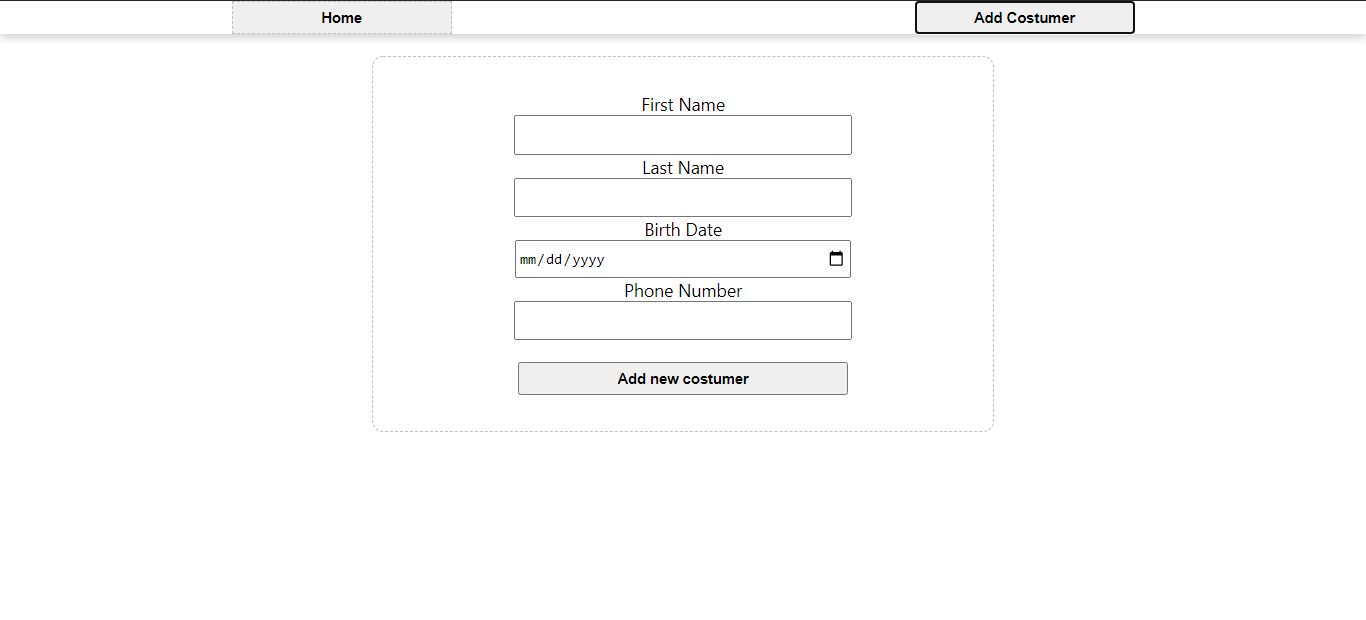 Home
Add Costumer
First Name
Last Name
Birth Date
mm/dd/yyyy
Phone Number
Add new costumer